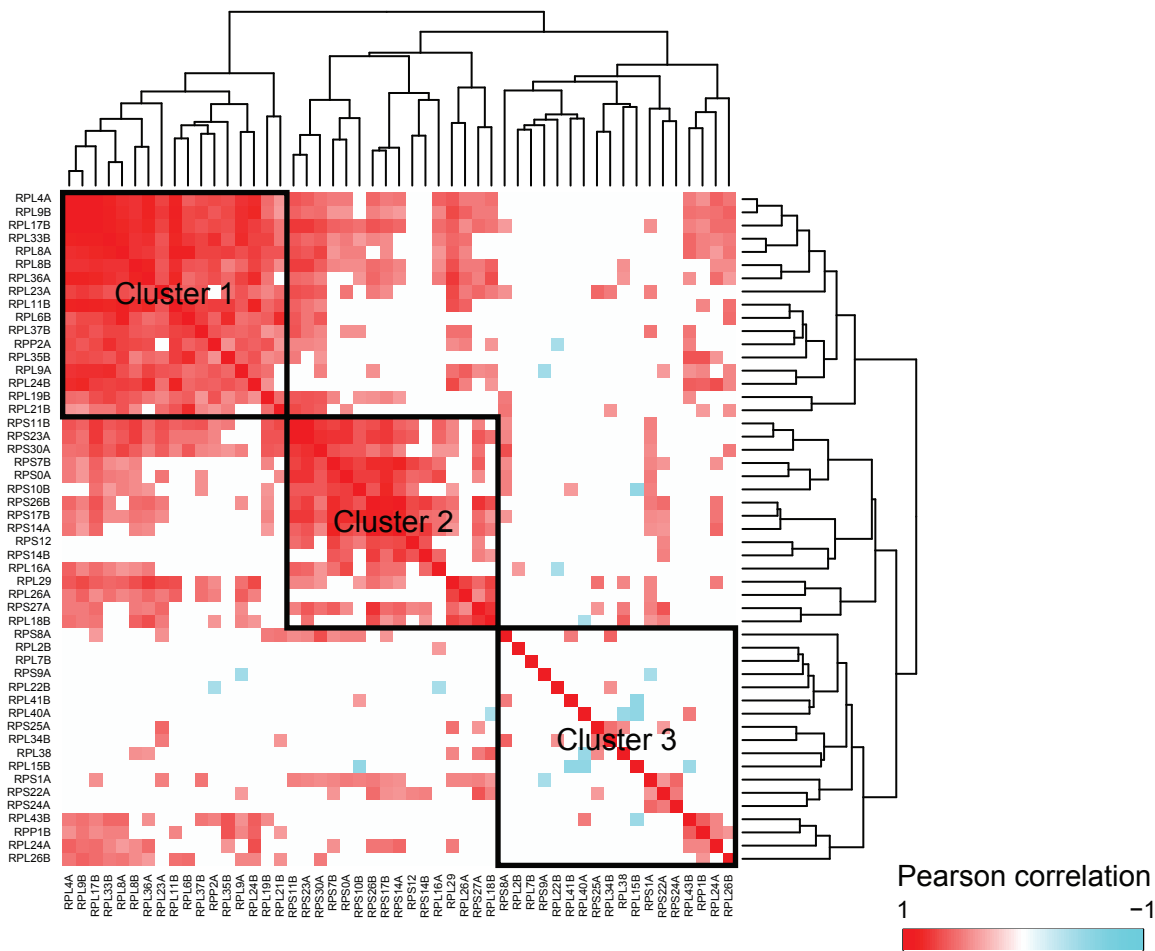 RPL4A
RPL9B
RPL17B
RPL33B
RPL8A
RPL8B
RPL36A
RPL23A
RPL11B
RPL6B
RPL37B
RPP2A
RPL35B
RPL9A
RPL24B
RPL19B
RPL21B
RPS11B
RPS23A
RPS30A
RPS7B
RPS0A
RPS10B
RPS26B
RPS17B
RPS14A
RPS12
RPS14B
RPL16A
RPL29
RPL26A
RPS27A
RPL18B
RPS8A
RPL2B
RPL7B
RPS9A
RPL22B
RPL41B
RPL40A
RPS25A
RPL34B
RPL38
RPL15B
RPS1A
RPS22A
RPS24A
RPL43B
RPP1B
RPL24A
RPL26B
Cluster 1
Cluster 2
Cluster 3
RPL4A
RPL9B
RPL17B
RPL33B
RPL8A
RPL8B
RPL36A
RPL23A
RPL11B
RPL6B
RPL37B
RPP2A
RPL35B
RPL9A
RPL24B
RPL19B
RPL21B
RPS11B
RPS23A
RPS30A
RPS7B
RPS0A
RPS10B
RPS26B
RPS17B
RPS14A
RPS12
RPS14B
RPL16A
RPL29
RPL26A
RPS27A
RPL18B
RPS8A
RPL2B
RPL7B
RPS9A
RPL22B
RPL41B
RPL40A
RPS25A
RPL34B
RPL38
RPL15B
RPS1A
RPS22A
RPS24A
RPL43B
RPP1B
RPL24A
RPL26B
Pearson correlation
1 −1